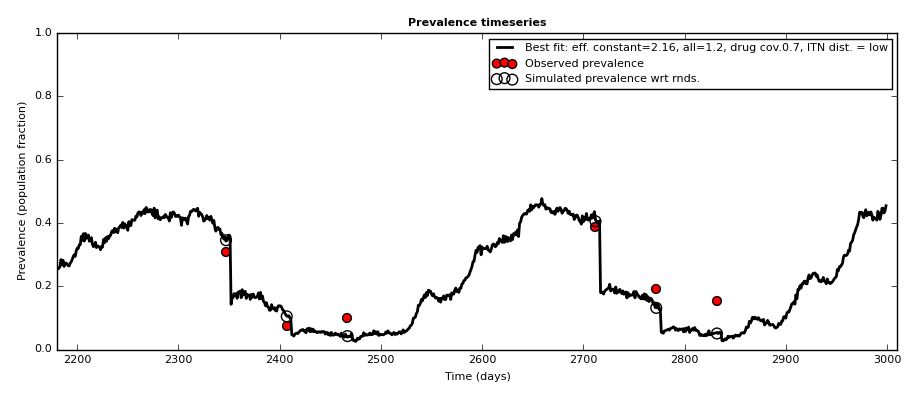 Prevalence timeseries
1.0
0.8
0.6
0.4
0.2
0.0
Prevalence (population fraction)
Best fit: eff. constant=2.16, all=1.2, drug cov.0.7, ITN dist. = low
Observed prevalence
Simulated prevalence wrt rnds.
2200 2300 2400 2500 2600 2700 2800 2900 3000
Time (days)